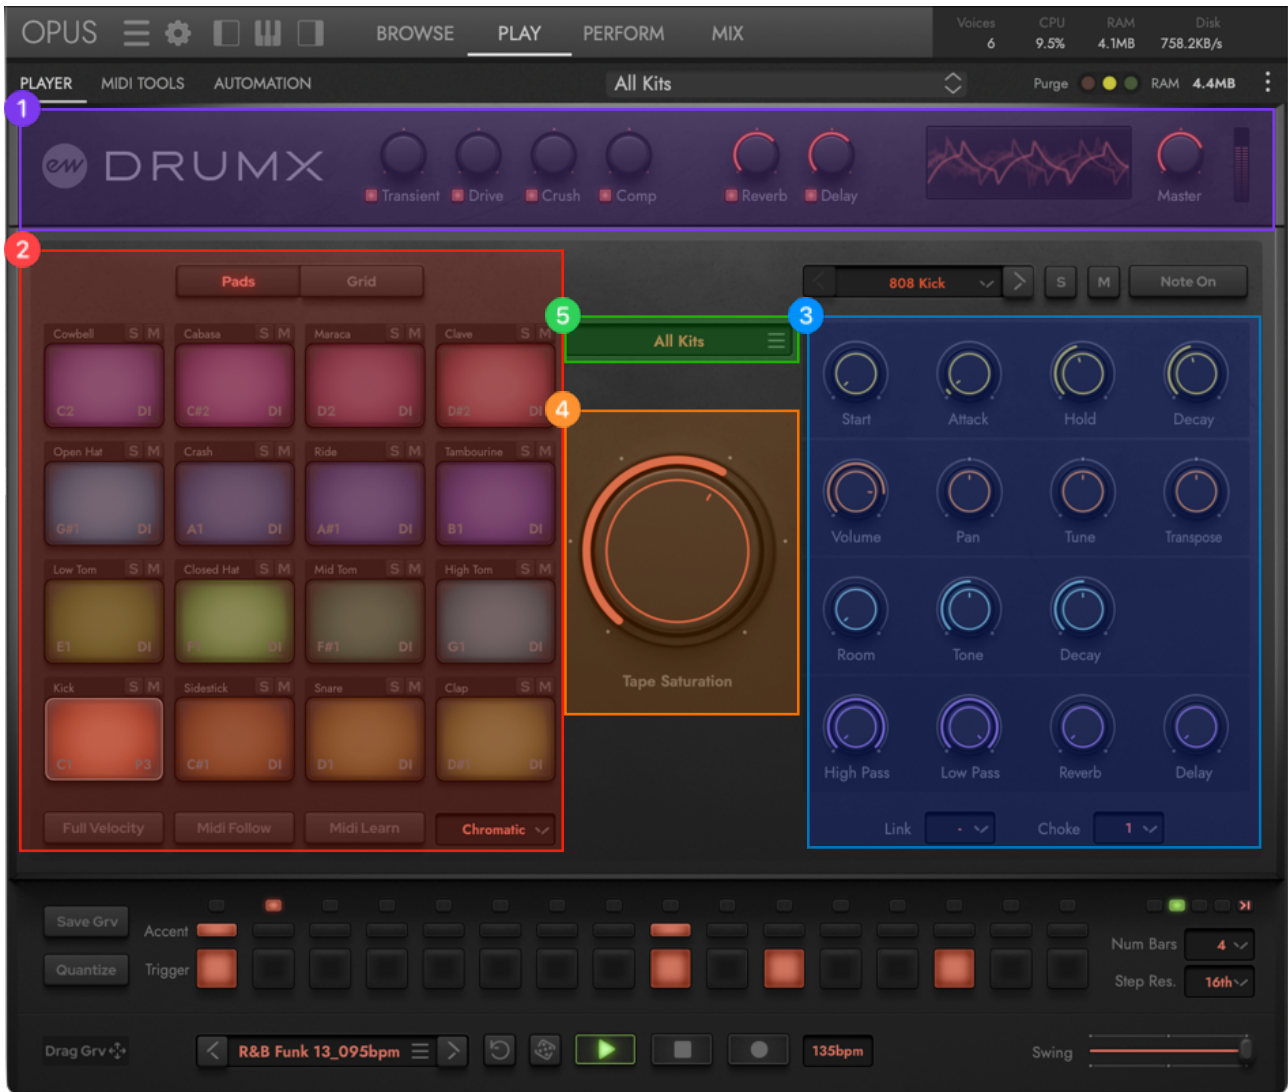 OPUS BROWSE PLAY PERFORM MIX Voices CPU RAM Disk
6 9.5% 4.1MB 758.2KB/s
PLAYER MIDI TOOLS AUTOMATION All Kits Purge RAM 4.4MB
1
ew DRUMX Transient Drive Crush Comp Reverb Delay Master
2
Pads Grid 808 Kick S M Note On
5 3
All Kits
Cowbell S M Cabasa S M Maraca S M Clave S M
C2 DI C#2 DI D2 DI D#2 DI
4
Start Attack Hold Decay
Open Hat S M Crash S M Ride S M Tambourine S M
G#1 DI A1 DI A#1 DI B1 DI
Volume Pan Tune Transpose
Low Tom S M Closed Hat S M Mid Tom S M High Tom S M
E1 DI F1 DI F#1 DI G1 DI
Room Tone Decay
Tape Saturation
Kick S M Sidestick S M Snare S M Clap S M
C1 P3 C#1 DI D1 DI D#1 DI
High Pass Low Pass Reverb Delay
Full Velocity Midi Follow Midi Learn Chromatic
Link - Choke 1
Save Grv Accent
Num Bars 4
Quantize Trigger
Step Res. 16th
Drag Grv R&B Funk 13_095bpm 135bpm Swing